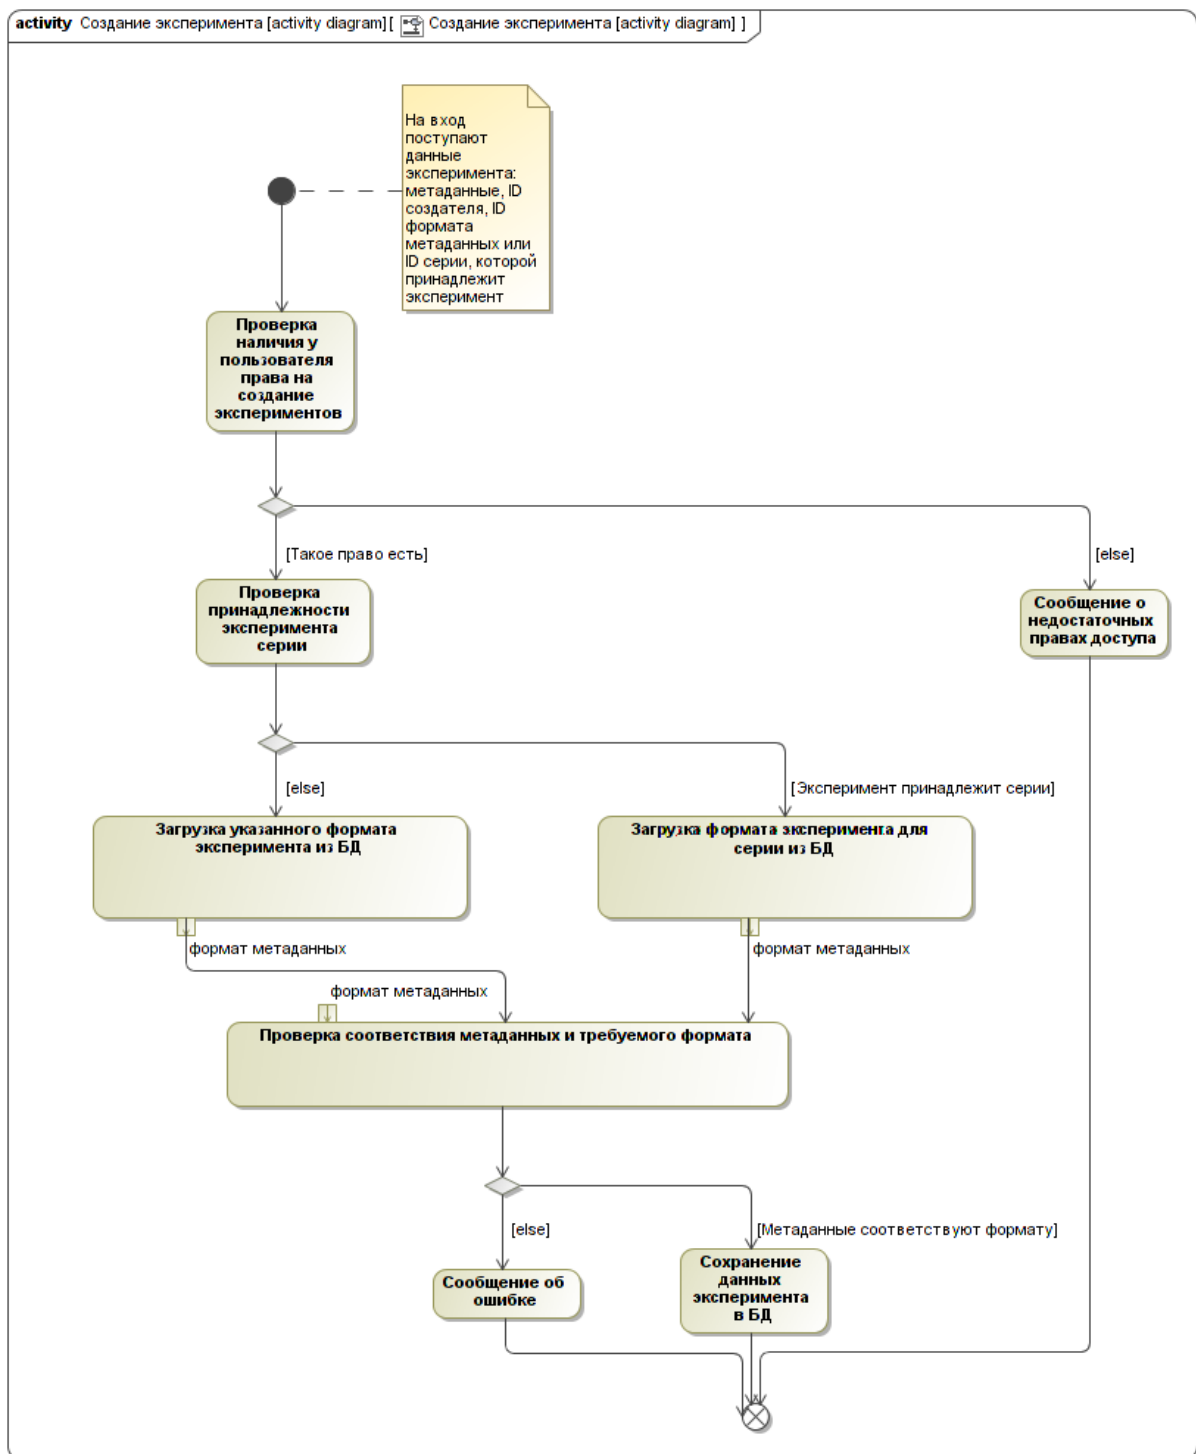 activity Создание эксперимента [activity diagram] [ Создание эксперимента [activity diagram] ]
На вход
поступают
данные
эксперимента:
метаданные, ID
создателя, ID
формата
метаданных или
ID серии, которой
принадлежит
эксперимент
Проверка
наличия у
пользователя
права на
создание
экспериментов
[Такое право есть]
[else]
Проверка
принадлежности
эксперимента
серии
Сообщение о
недостаточных
правах доступа
[else]
[Эксперимент принадлежит серии]
Загрузка указанного формата
эксперимента из БД
Загрузка формата эксперимента для
серии из БД
формат метаданных
формат метаданных
формат метаданных
Проверка соответствия метаданных и требуемого формата
[else]
[Метаданные соответствуют формату]
Сообщение об
ошибке
Сохранение
данных
эксперимента
в БД